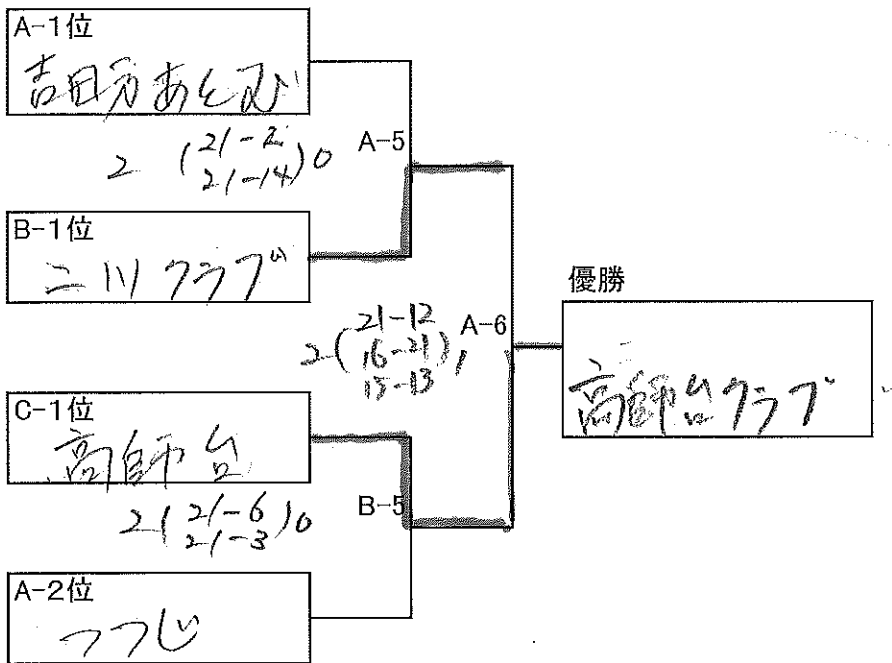 A-1位
吉田方あそび
2 (21-2 21-14) 0
A-5
B-1位
二川クラブ
優勝
高師台クラブ
2 (21-12 16-21 15-13) 1
A-6
C-1位
高師台
2 (21-6 21-3) 0
B-5
A-2位
つつじ